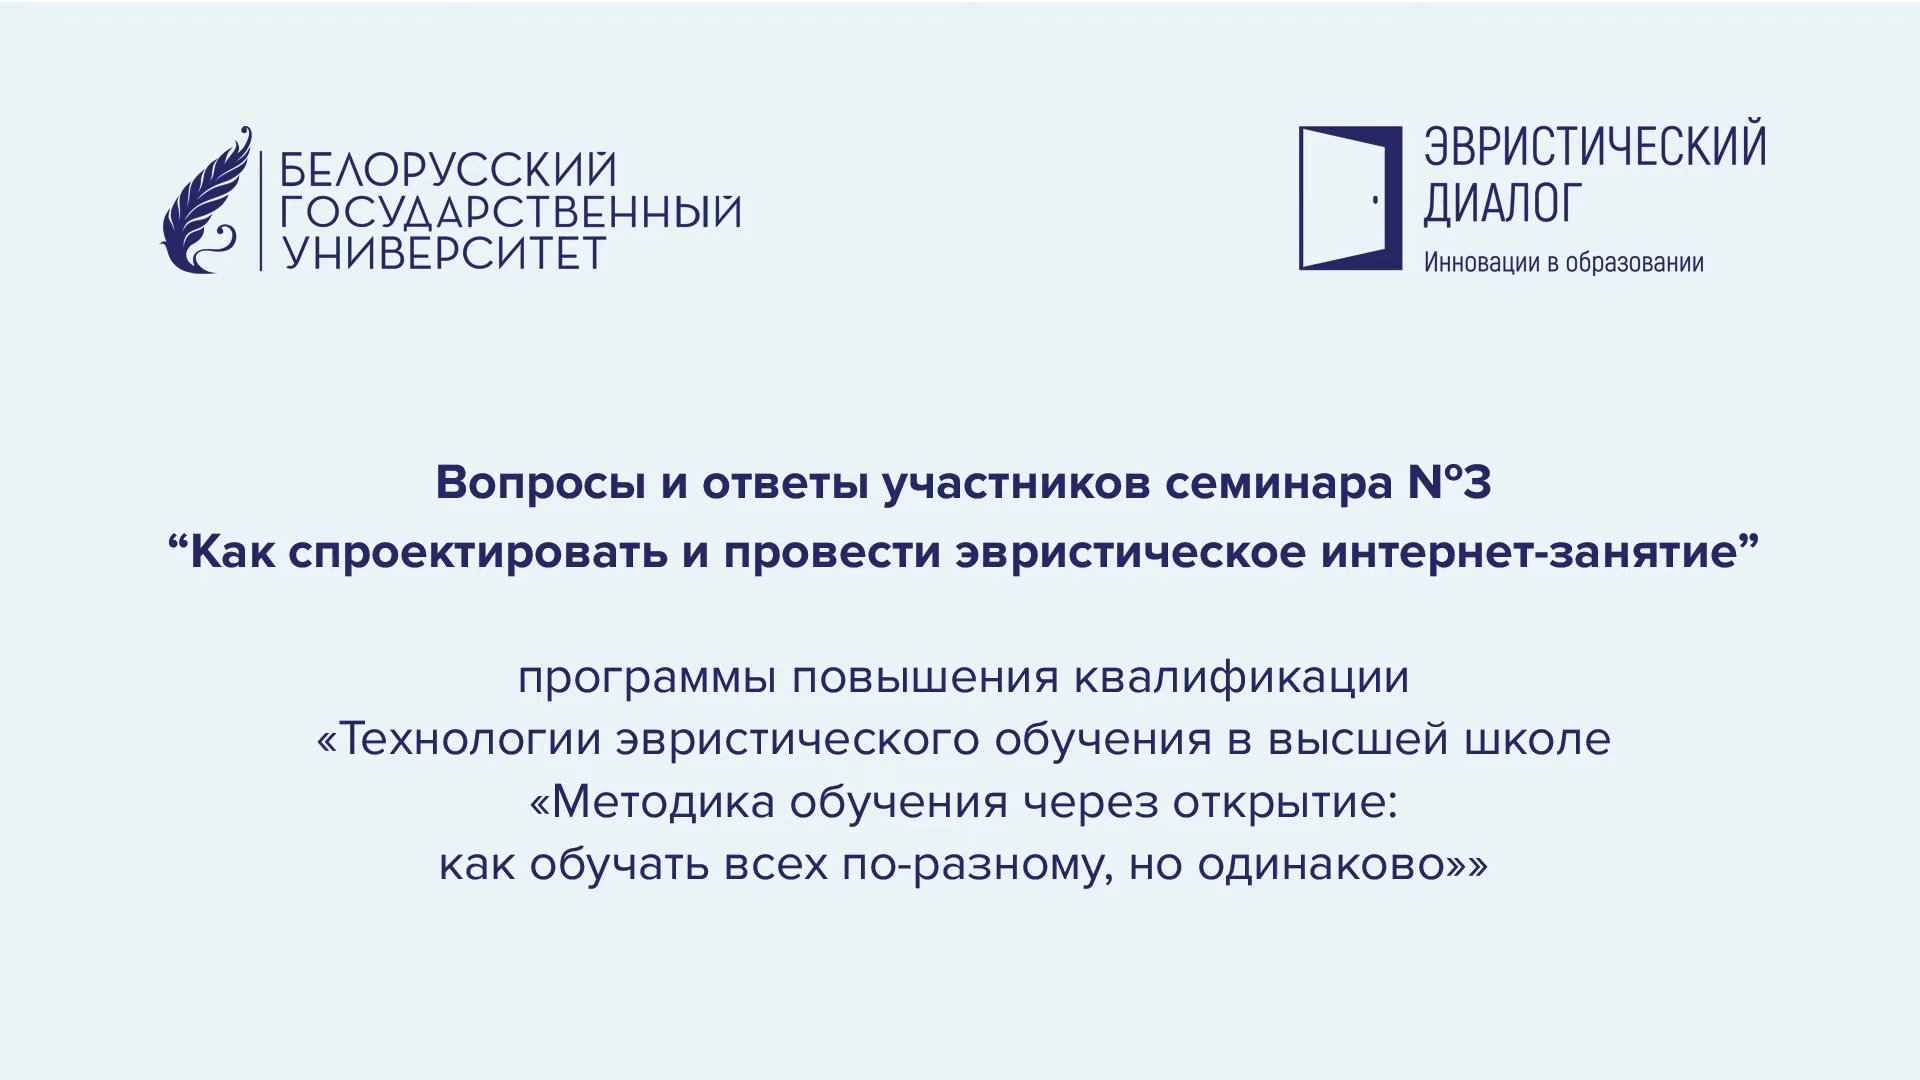 БЕЛОРУССКИЙ
ГОСУДАРСТВЕННЫЙ
УНИВЕРСИТЕТ
ЭВРИСТИЧЕСКИЙ
ДИАЛОГ
Инновации в образовании
Вопросы и ответы участников семинара №3
“Как спроектировать и провести эвристическое интернет-занятие”
программы повышения квалификации
«Технологии эвристического обучения в высшей школе
«Методика обучения через открытие:
как обучать всех по-разному, но одинаково»»